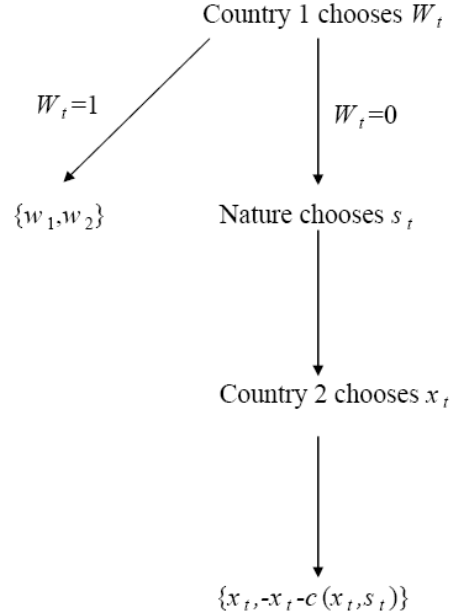 Country 1 chooses W_t
W_t=1
W_t=0
{w_1,w_2}
Nature chooses s_t
Country 2 chooses x_t
{x_t,-x_t-c(x_t,s_t)}